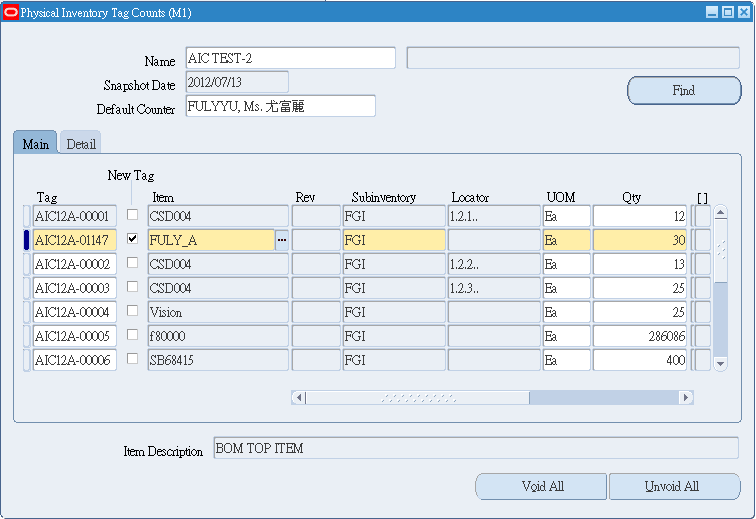 Physical Inventory Tag Counts (M1)
Name AIC TEST-2
Snapshot Date 2012/07/13
Find
Default Counter FULYYU, Ms. 尤富麗
Main Detail
New Tag
Tag Item Rev Subinventory Locator UOM Qty [ ]
AIC12A-00001 CSD004 FGI 1.2.1.. Ea 12
AIC12A-01147 FULY_A ... FGI Ea 30
AIC12A-00002 CSD004 FGI 1.2.2.. Ea 13
AIC12A-00003 CSD004 FGI 1.2.3.. Ea 25
AIC12A-00004 Vision FGI Ea 25
AIC12A-00005 f80000 FGI Ea 286086
AIC12A-00006 SB68415 FGI Ea 400
Item Description BOM TOP ITEM
Void All Unvoid All